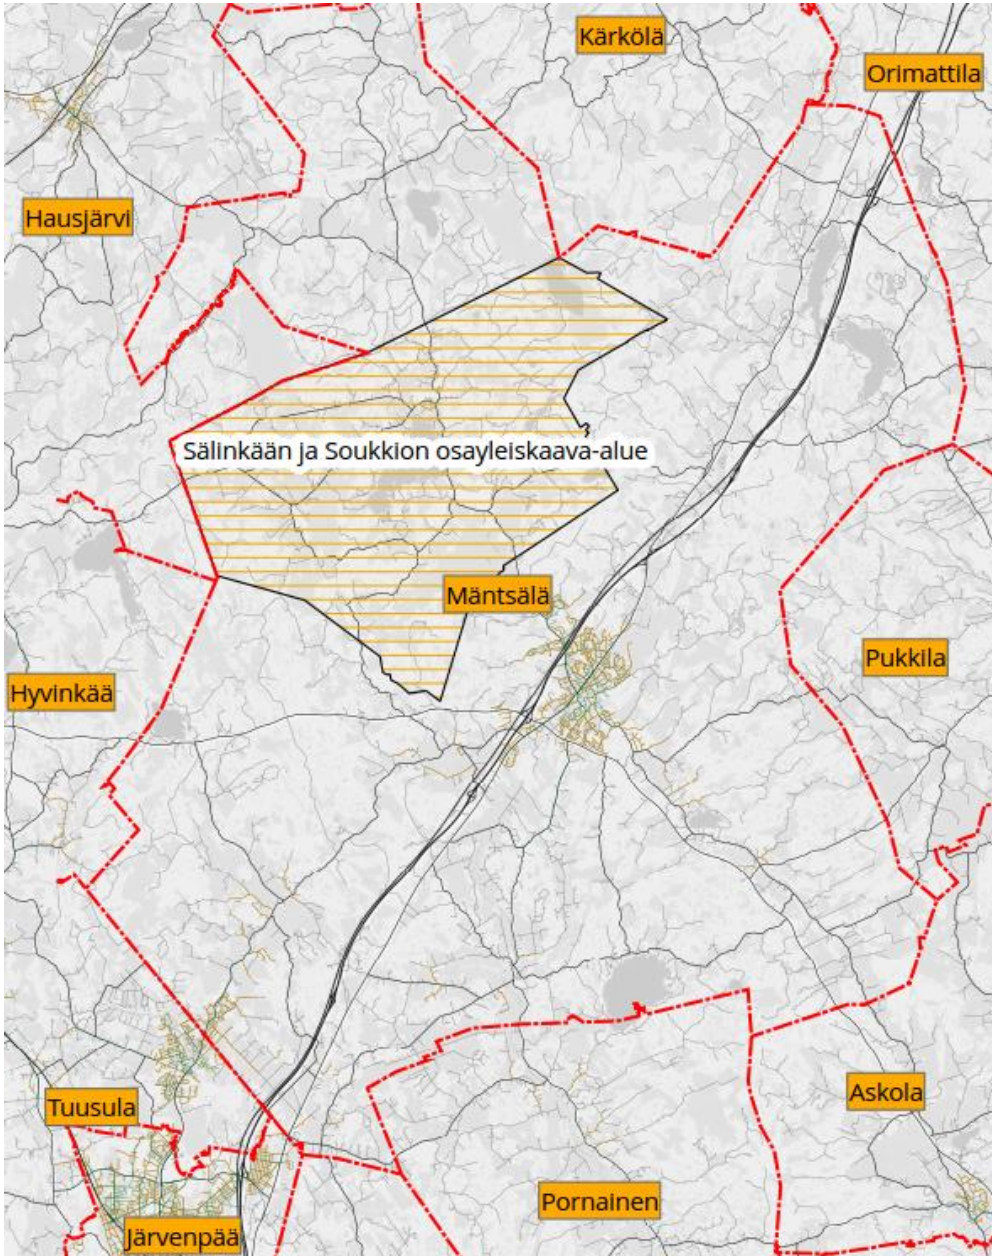 Kärkölä
Orimattila
Hausjärvi
Sälinkään ja Soukkion osayleiskaava-alue
Mäntsälä
Pukkila
Hyvinkää
Askola
Tuusula
Pornainen
Järvenpää